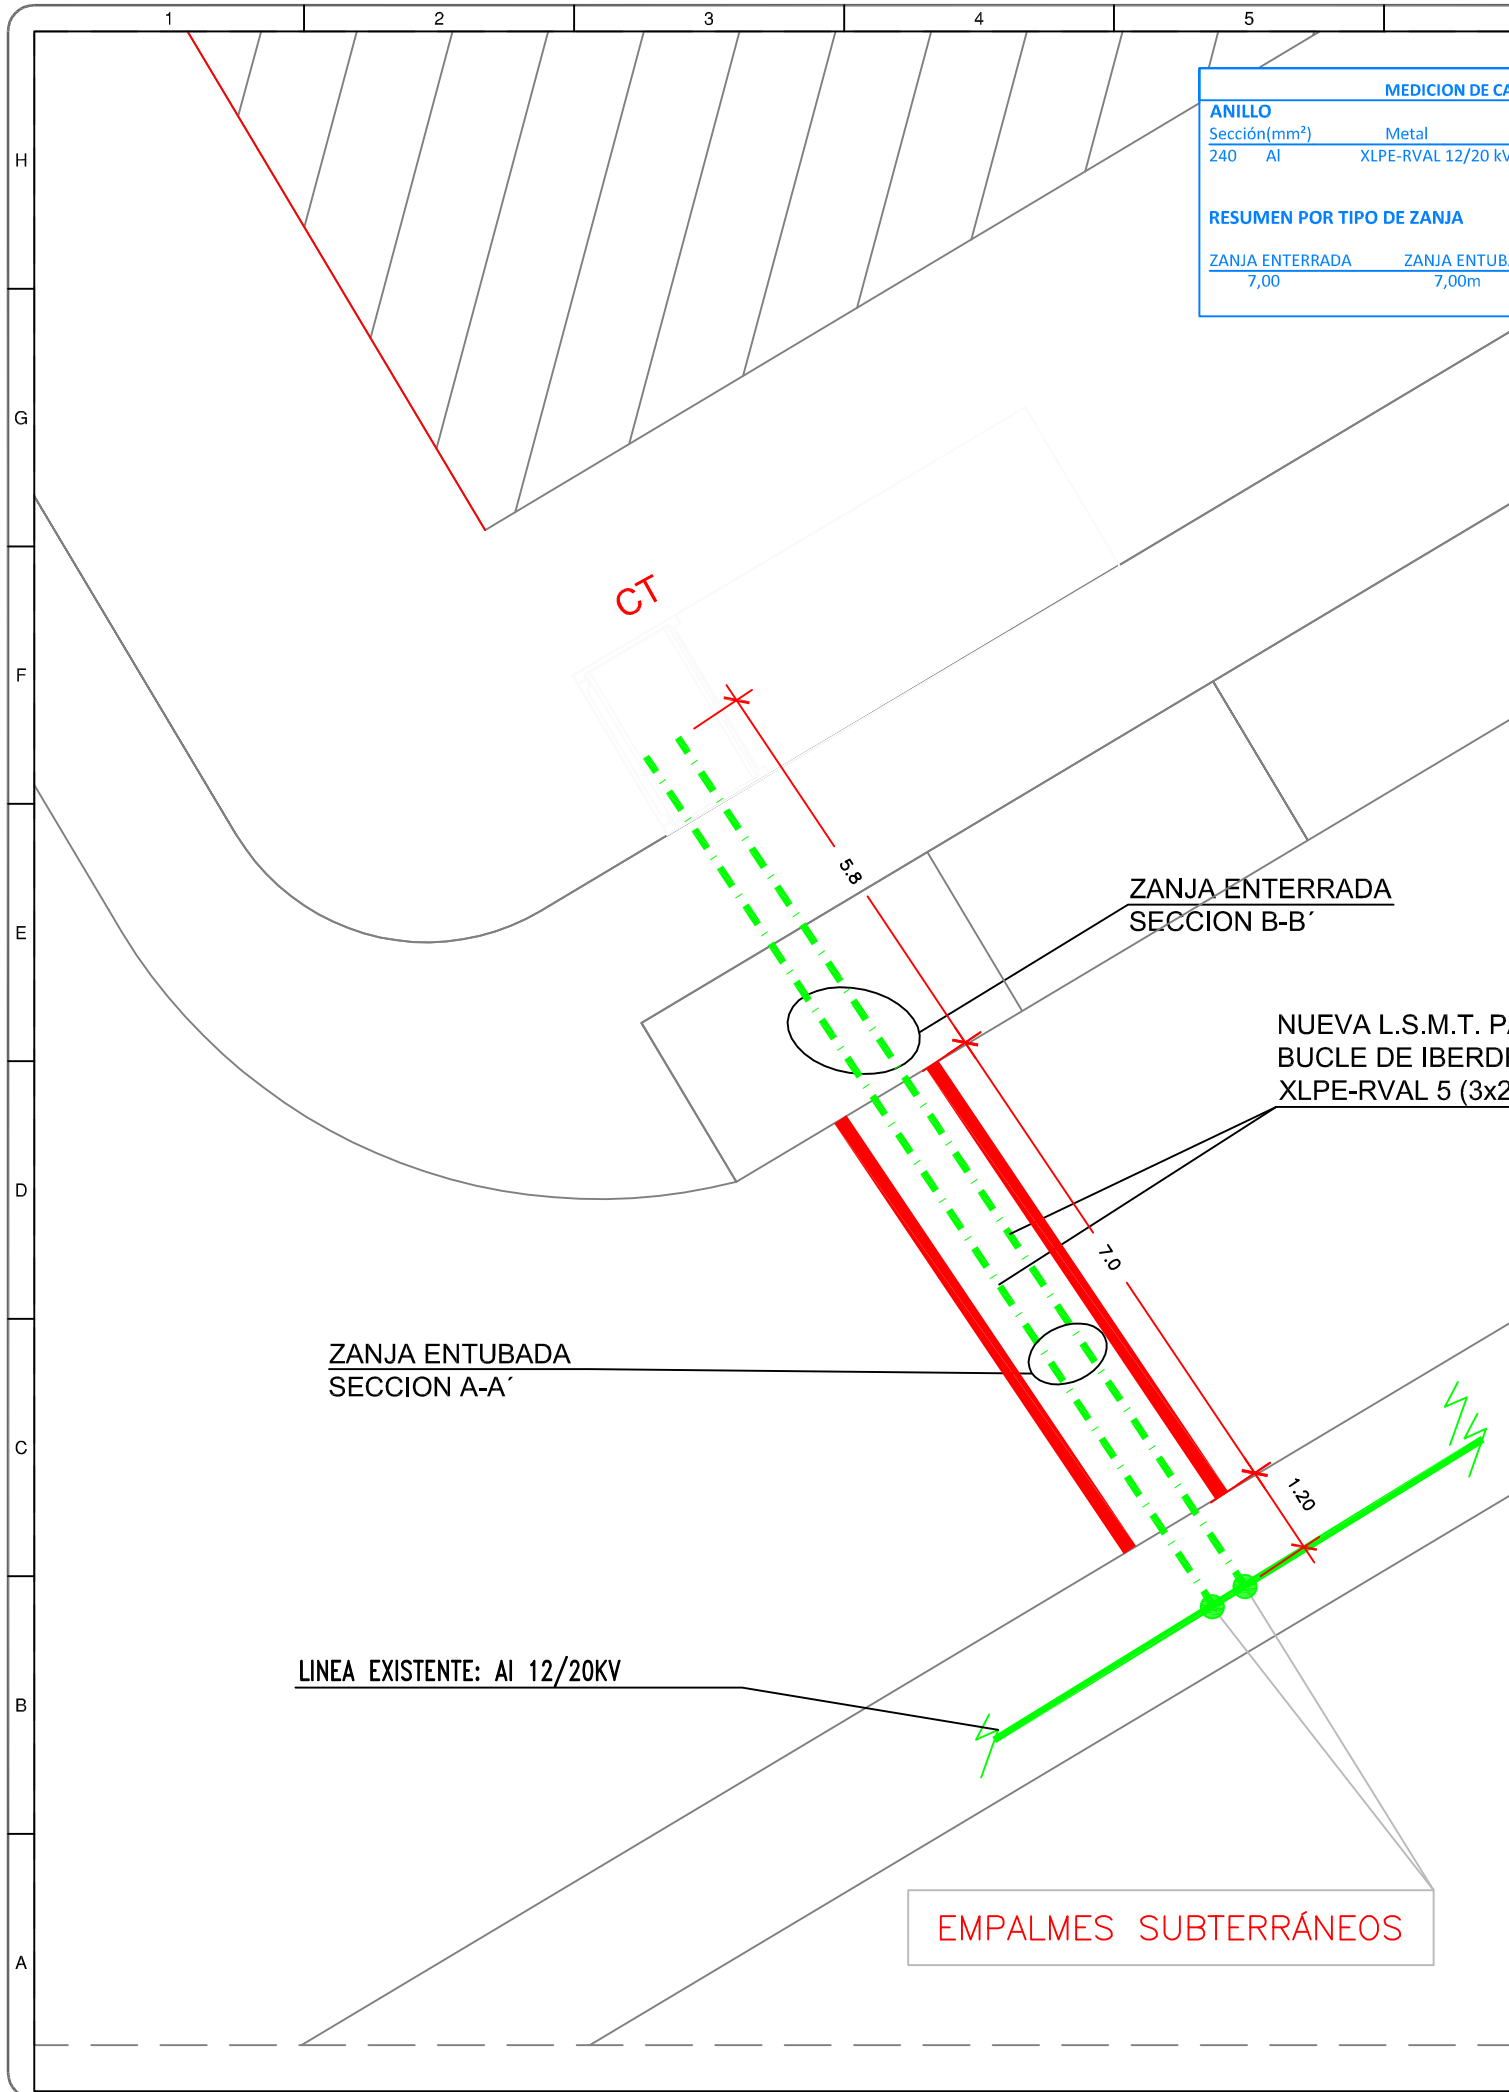 1 2 3 4 5
H
G
F
E
D
C
B
A
MEDICION DE CA
ANILLO
Sección(mm²) Metal
240 Al XLPE-RVAL 12/20 kV
RESUMEN POR TIPO DE ZANJA
ZANJA ENTERRADA ZANJA ENTUBA
7,00 7,00m
CT
5.8
ZANJA ENTERRADA
SECCION B-B´
NUEVA L.S.M.T. PA
BUCLE DE IBERD
XLPE-RVAL 5 (3x2
7.0
ZANJA ENTUBADA
SECCION A-A´
1.20
LINEA EXISTENTE: Al 12/20KV
EMPALMES SUBTERRÁNEOS